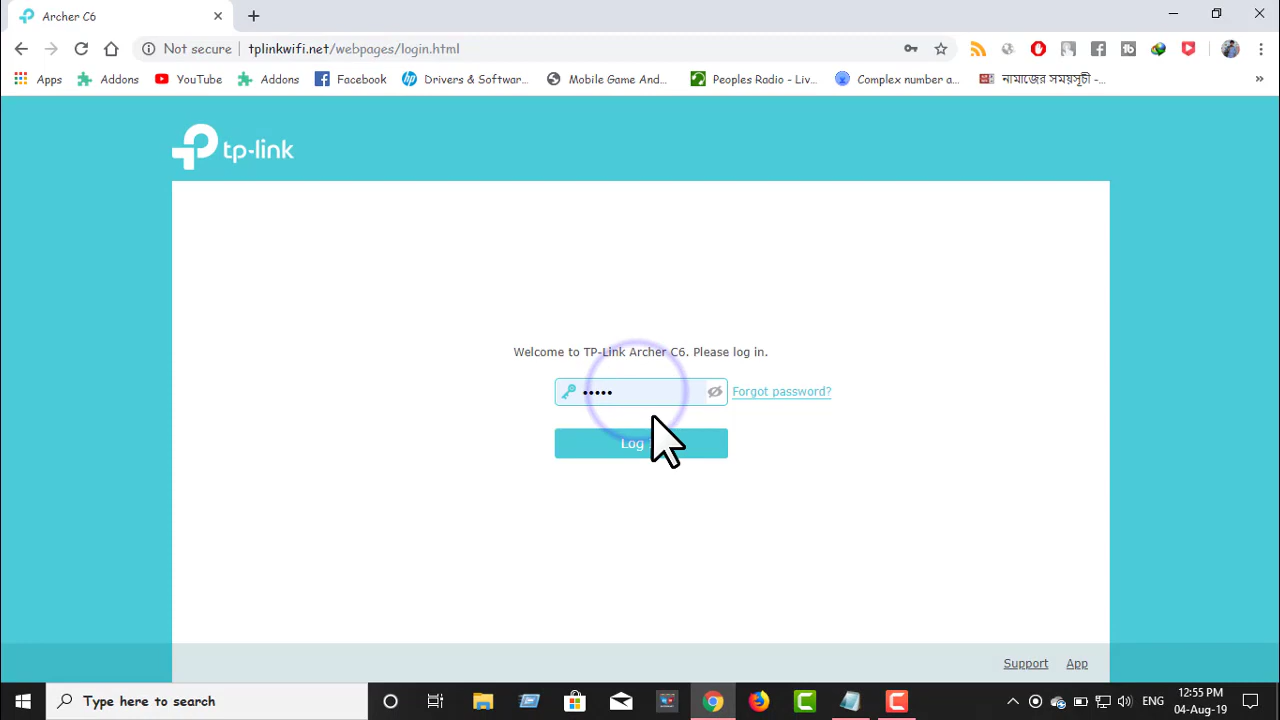 Archer C6
Not secure tplinkwifi.net/webpages/login.html
Apps Addons YouTube Addons Facebook Drivers & Softwar... Mobile Game And... Peoples Radio - Liv... Complex number a... নামাজের সময়সূচী -... »
tp-link
Welcome to TP-Link Archer C6. Please log in.
••••• Forgot password?
Log
Support App
Type here to search
ENG
12:55 PM
04-Aug-19